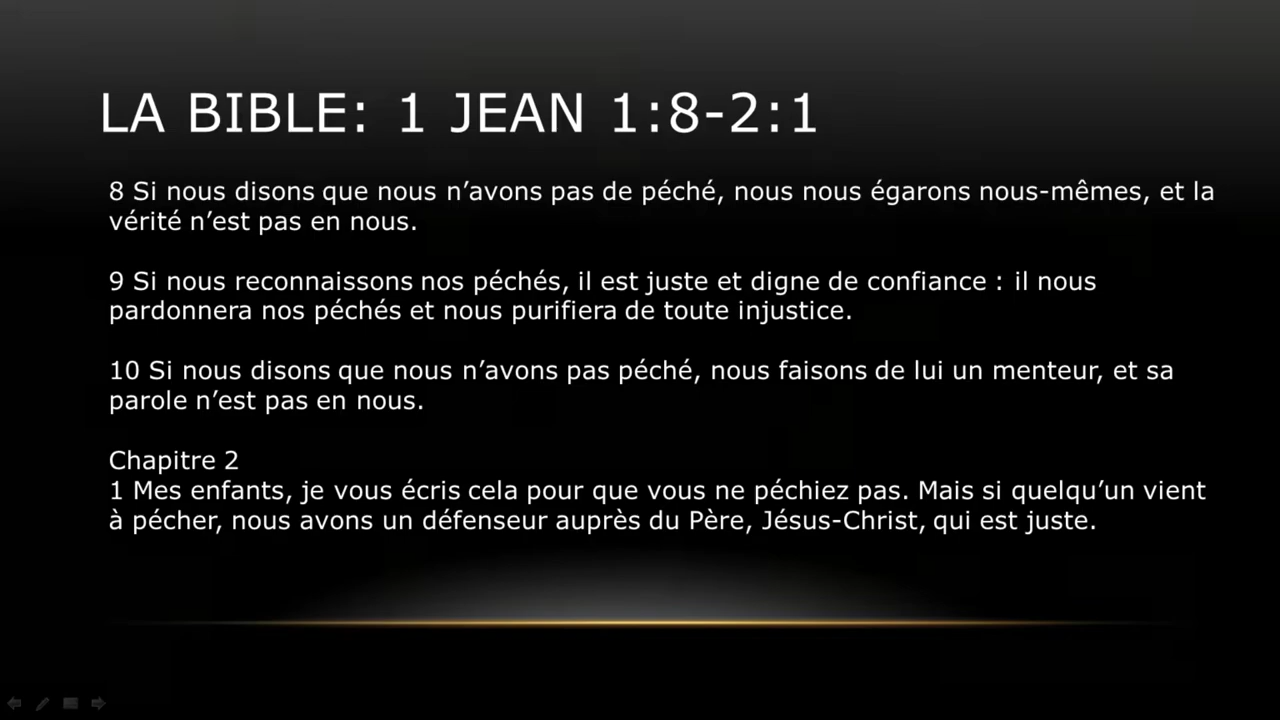 LA BIBLE: 1 JEAN 1:8-2:1
8 Si nous disons que nous n’avons pas de péché, nous nous égarons nous-mêmes, et la
vérité n’est pas en nous.
9 Si nous reconnaissons nos péchés, il est juste et digne de confiance : il nous
pardonnera nos péchés et nous purifiera de toute injustice.
10 Si nous disons que nous n’avons pas péché, nous faisons de lui un menteur, et sa
parole n’est pas en nous.
Chapitre 2
1 Mes enfants, je vous écris cela pour que vous ne péchiez pas. Mais si quelqu’un vient
à pécher, nous avons un défenseur auprès du Père, Jésus-Christ, qui est juste.